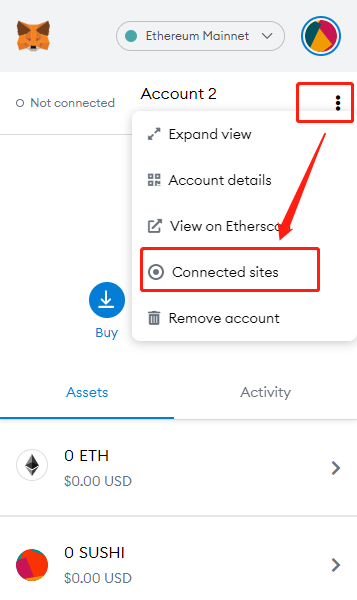 Ethereum Mainnet
Not connected
Account 2
Expand view
Account details
View on Ethersc
Connected sites
Remove account
Buy
Assets
Activity
0 ETH
$0.00 USD
0 SUSHI
$0.00 USD